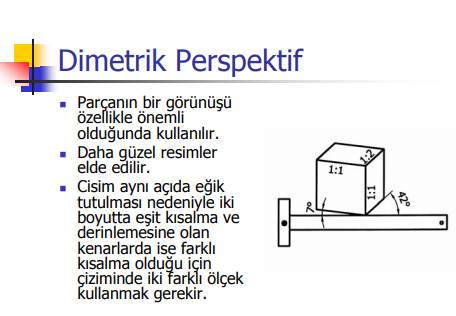 Dimetrik Perspektif
Parçanın bir görünüşü
özellikle önemli
olduğunda kullanılır.
Daha güzel resimler
elde edilir.
Cisim aynı açıda eğik
tutulması nedeniyle iki
boyutta eşit kısalma ve
derinlemesine olan
kenarlarda ise farklı
kısalma olduğu için
çiziminde iki farklı ölçek
kullanmak gerekir.
1:2
1:1
1:1
7°
42°